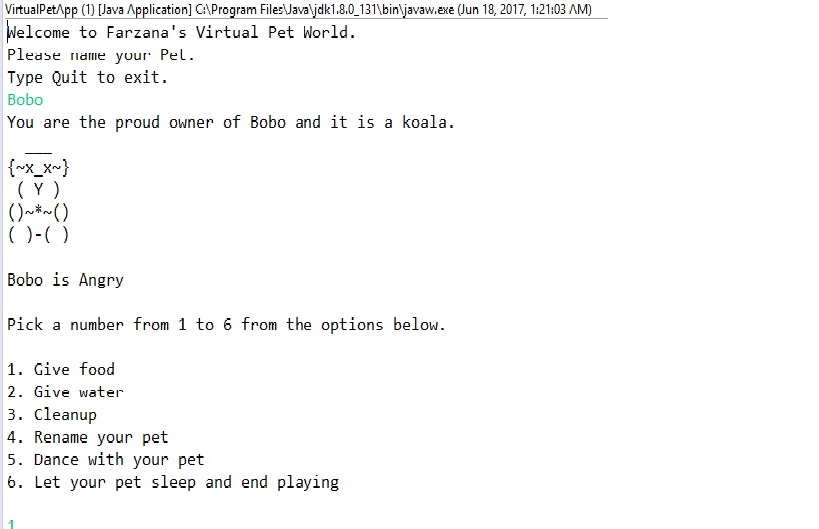 VirtualPetApp (1) [Java Application] C:\Program Files\Java\jdk1.8.0_131\bin\javaw.exe (Jun 18, 2017, 1:21:03 AM)
Welcome to Farzana's Virtual Pet World.
Please name your Pet.
Type Quit to exit.
Bobo
You are the proud owner of Bobo and it is a koala.
___
{~x_x~}
( Y )
()~*~()
( )-( )
Bobo is Angry
Pick a number from 1 to 6 from the options below.
1. Give food
2. Give water
3. Cleanup
4. Rename your pet
5. Dance with your pet
6. Let your pet sleep and end playing
1